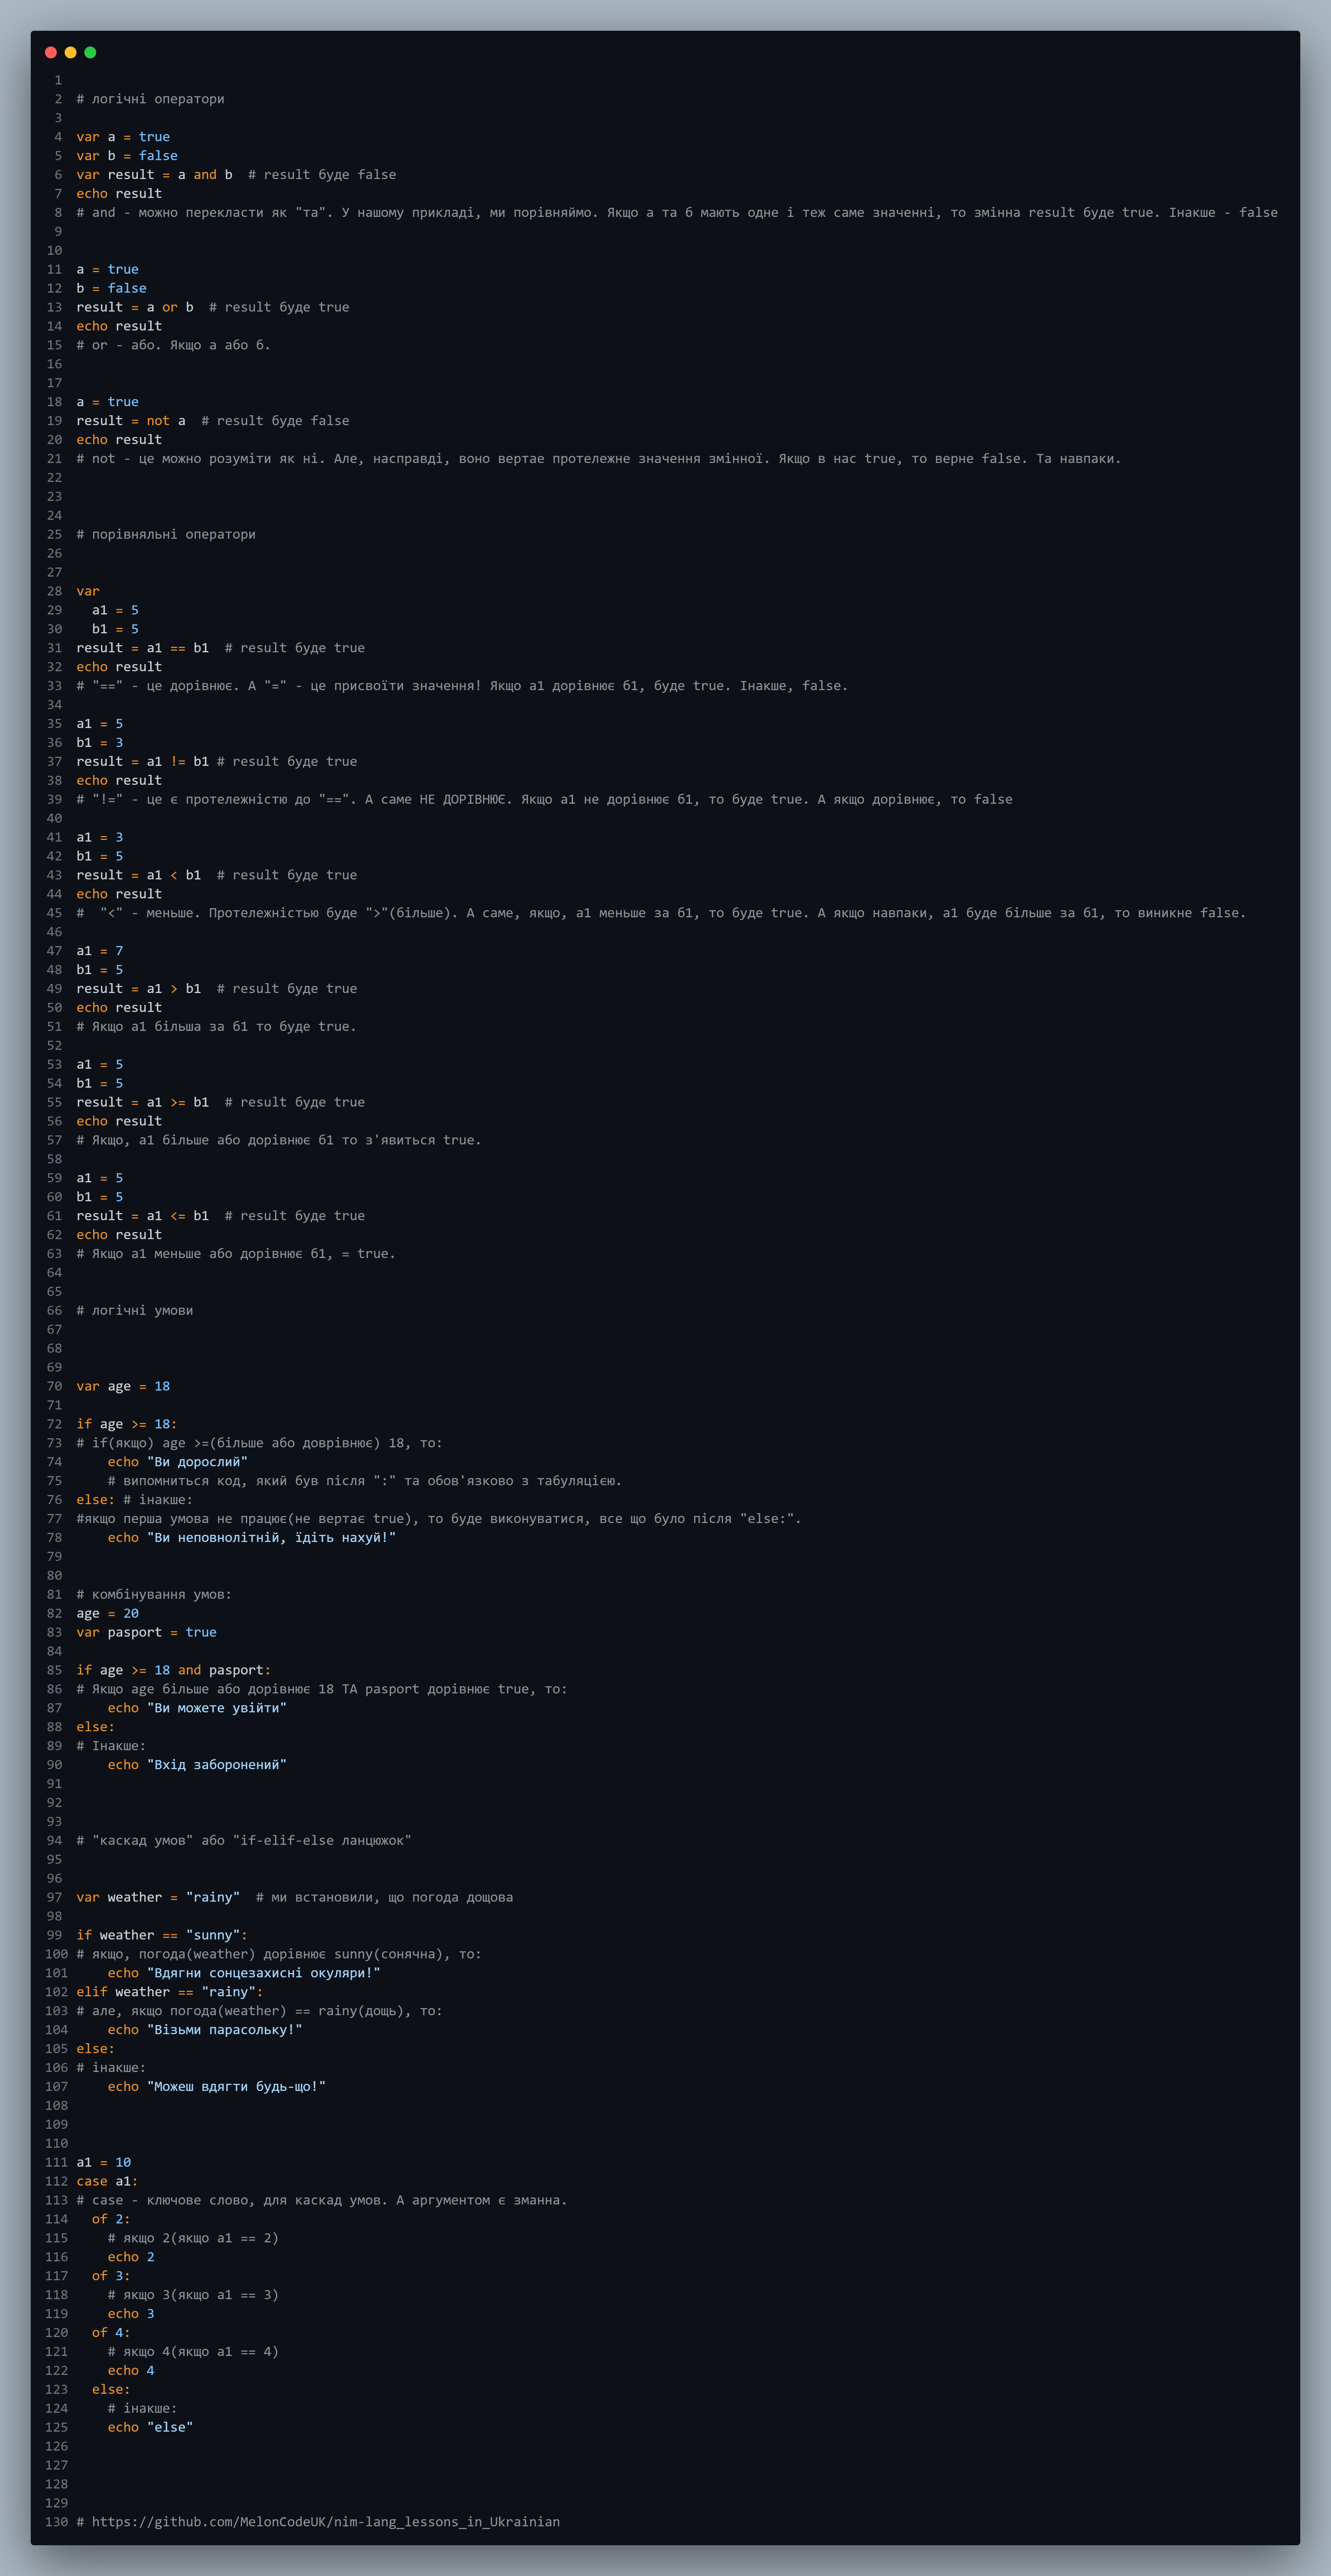 1
2 # логічні оператори
3
4 var a = true
5 var b = false
6 var result = a and b  # result буде false
7 echo result
8 # and - можно перекласти як "та". У нашому прикладі, ми порівняймо. Якщо а та б мають одне і теж саме значенні, то змінна result буде true. Інакше - false
9
10
11 a = true
12 b = false
13 result = a or b  # result буде true
14 echo result
15 # or - або. Якщо а або б.
16
17
18 a = true
19 result = not a  # result буде false
20 echo result
21 # not - це можно розуміти як ні. Але, насправді, воно вертае протележне значення змінної. Якщо в нас true, то верне false. Та навпаки.
22
23
24
25 # порівняльні оператори
26
27
28 var
29   a1 = 5
30   b1 = 5
31 result = a1 == b1  # result буде true
32 echo result
33 # "==" - це дорівнює. А "=" - це присвоїти значення! Якщо а1 дорівнює б1, буде true. Інакше, false.
34
35 a1 = 5
36 b1 = 3
37 result = a1 != b1 # result буде true
38 echo result
39 # "!=" - це є протележністю до "==". А саме НЕ ДОРІВНЮЄ. Якщо а1 не дорівнює б1, то буде true. А якщо дорівнює, то false
40
41 a1 = 3
42 b1 = 5
43 result = a1 < b1  # result буде true
44 echo result
45 #  "<" - меньше. Протележністью буде ">"(більше). А саме, якщо, а1 меньше за б1, то буде true. А якщо навпаки, а1 буде більше за б1, то виникне false.
46
47 a1 = 7
48 b1 = 5
49 result = a1 > b1  # result буде true
50 echo result
51 # Якщо а1 більша за б1 то буде true.
52
53 a1 = 5
54 b1 = 5
55 result = a1 >= b1  # result буде true
56 echo result
57 # Якщо, а1 більше або дорівнює б1 то з'явиться true.
58
59 a1 = 5
60 b1 = 5
61 result = a1 <= b1  # result буде true
62 echo result
63 # Якщо а1 меньше або дорівнює б1, = true.
64
65
66 # логічні умови
67
68
69
70 var age = 18
71
72 if age >= 18:
73 # if(якщо) age >=(більше або доврівнює) 18, то:
74     echo "Ви дорослий"
75     # випомниться код, який був після ":" та обов'язково з табуляцією.
76 else: # інакше:
77 #якщо перша умова не працює(не вертає true), то буде виконуватися, все що було після "else:".
78     echo "Ви неповнолітній, їдіть нахуй!"
79
80
81 # комбінування умов:
82 age = 20
83 var pasport = true
84
85 if age >= 18 and pasport:
86 # Якщо age більше або дорівнює 18 ТА pasport дорівнює true, то:
87     echo "Ви можете увійти"
88 else:
89 # Інакше:
90     echo "Вхід заборонений"
91
92
93
94 # "каскад умов" або "if-elif-else ланцюжок"
95
96
97 var weather = "rainy"  # ми встановили, що погода дощова
98
99 if weather == "sunny":
100 # якщо, погода(weather) дорівнює sunny(сонячна), то:
101     echo "Вдягни сонцезахисні окуляри!"
102 elif weather == "rainy":
103 # але, якщо погода(weather) == rainy(дощь), то:
104     echo "Візьми парасольку!"
105 else:
106 # інакше:
107     echo "Можеш вдягти будь-що!"
108
109
110
111 a1 = 10
112 case a1:
113 # case - ключове слово, для каскад умов. А аргументом є зманна.
114   of 2:
115     # якщо 2(якщо a1 == 2)
116     echo 2
117   of 3:
118     # якщо 3(якщо a1 == 3)
119     echo 3
120   of 4:
121     # якщо 4(якщо a1 == 4)
122     echo 4
123   else:
124     # інакше:
125     echo "else"
126
127
128
129
130 # https://github.com/MelonCodeUK/nim-lang_lessons_in_Ukrainian